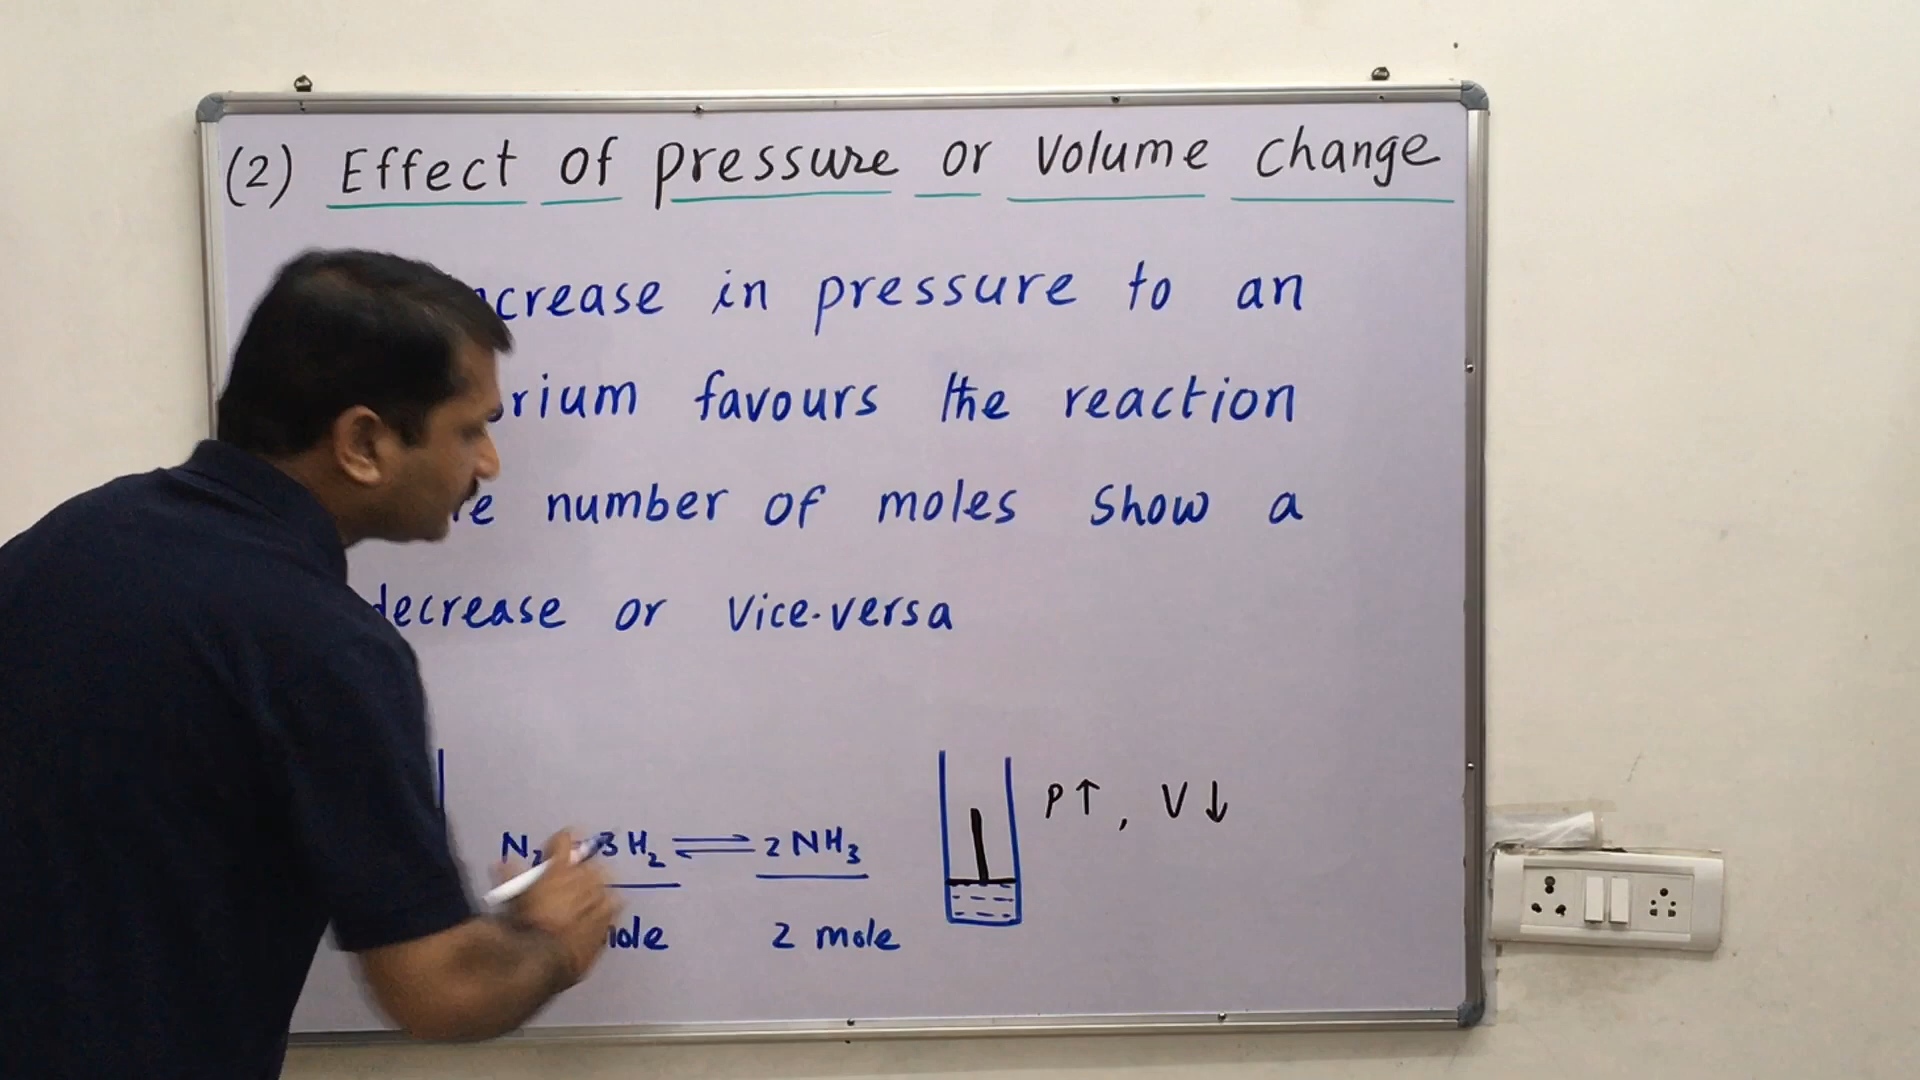 (2) Effect of pressure or Volume change
crease in pressure to an
rium favours the reaction
e number of moles show a
decrease or Vice-versa
P↑, V↓
N2 3H2 ⇌ 2NH3
mole 2 mole